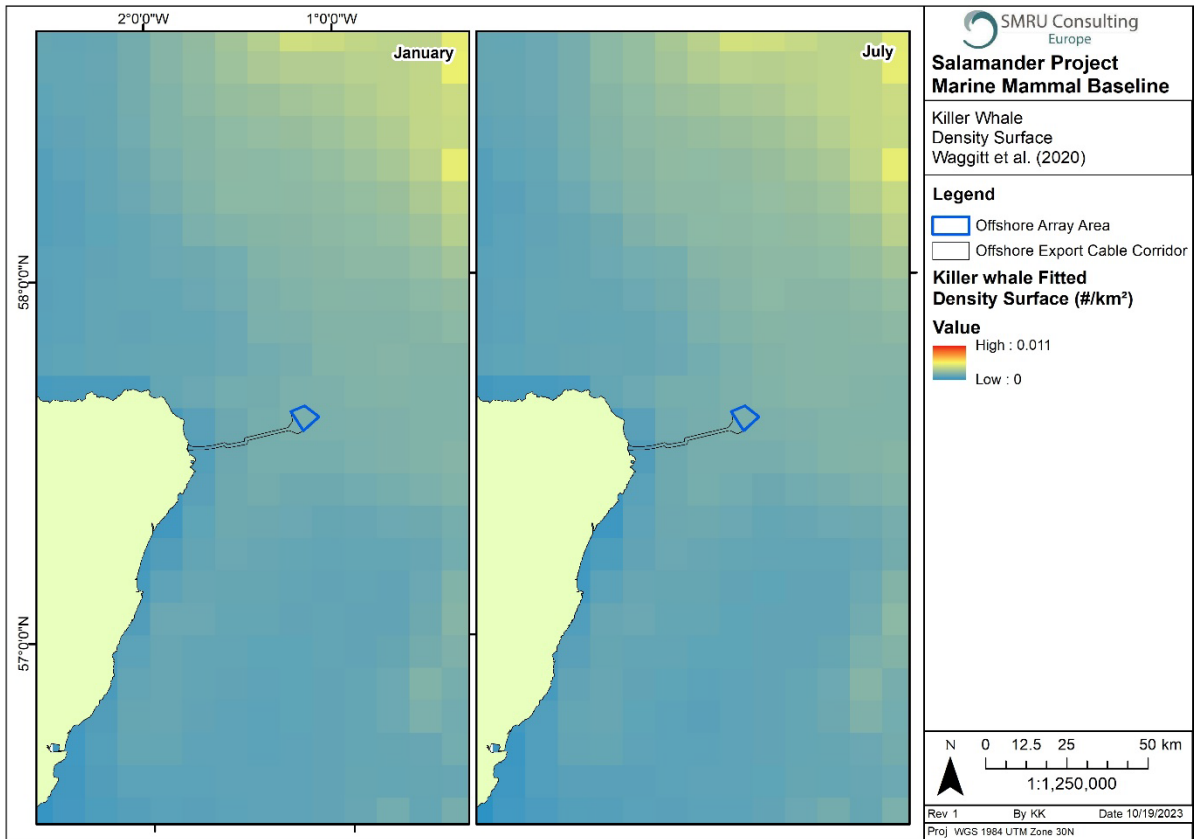 2°0'0"W
1°0'0"W
January
July
58°0'0"N
57°0'0"N
SMRU Consulting
Europe
Salamander Project
Marine Mammal Baseline
Killer Whale
Density Surface
Waggitt et al. (2020)
Legend
Offshore Array Area
Offshore Export Cable Corridor
Killer whale Fitted
Density Surface (#/km²)
Value
High : 0.011
Low : 0
N
0 12.5 25 50 km
1:1,250,000
Rev 1 By KK Date 10/19/2023
Proj WGS 1984 UTM Zone 30N